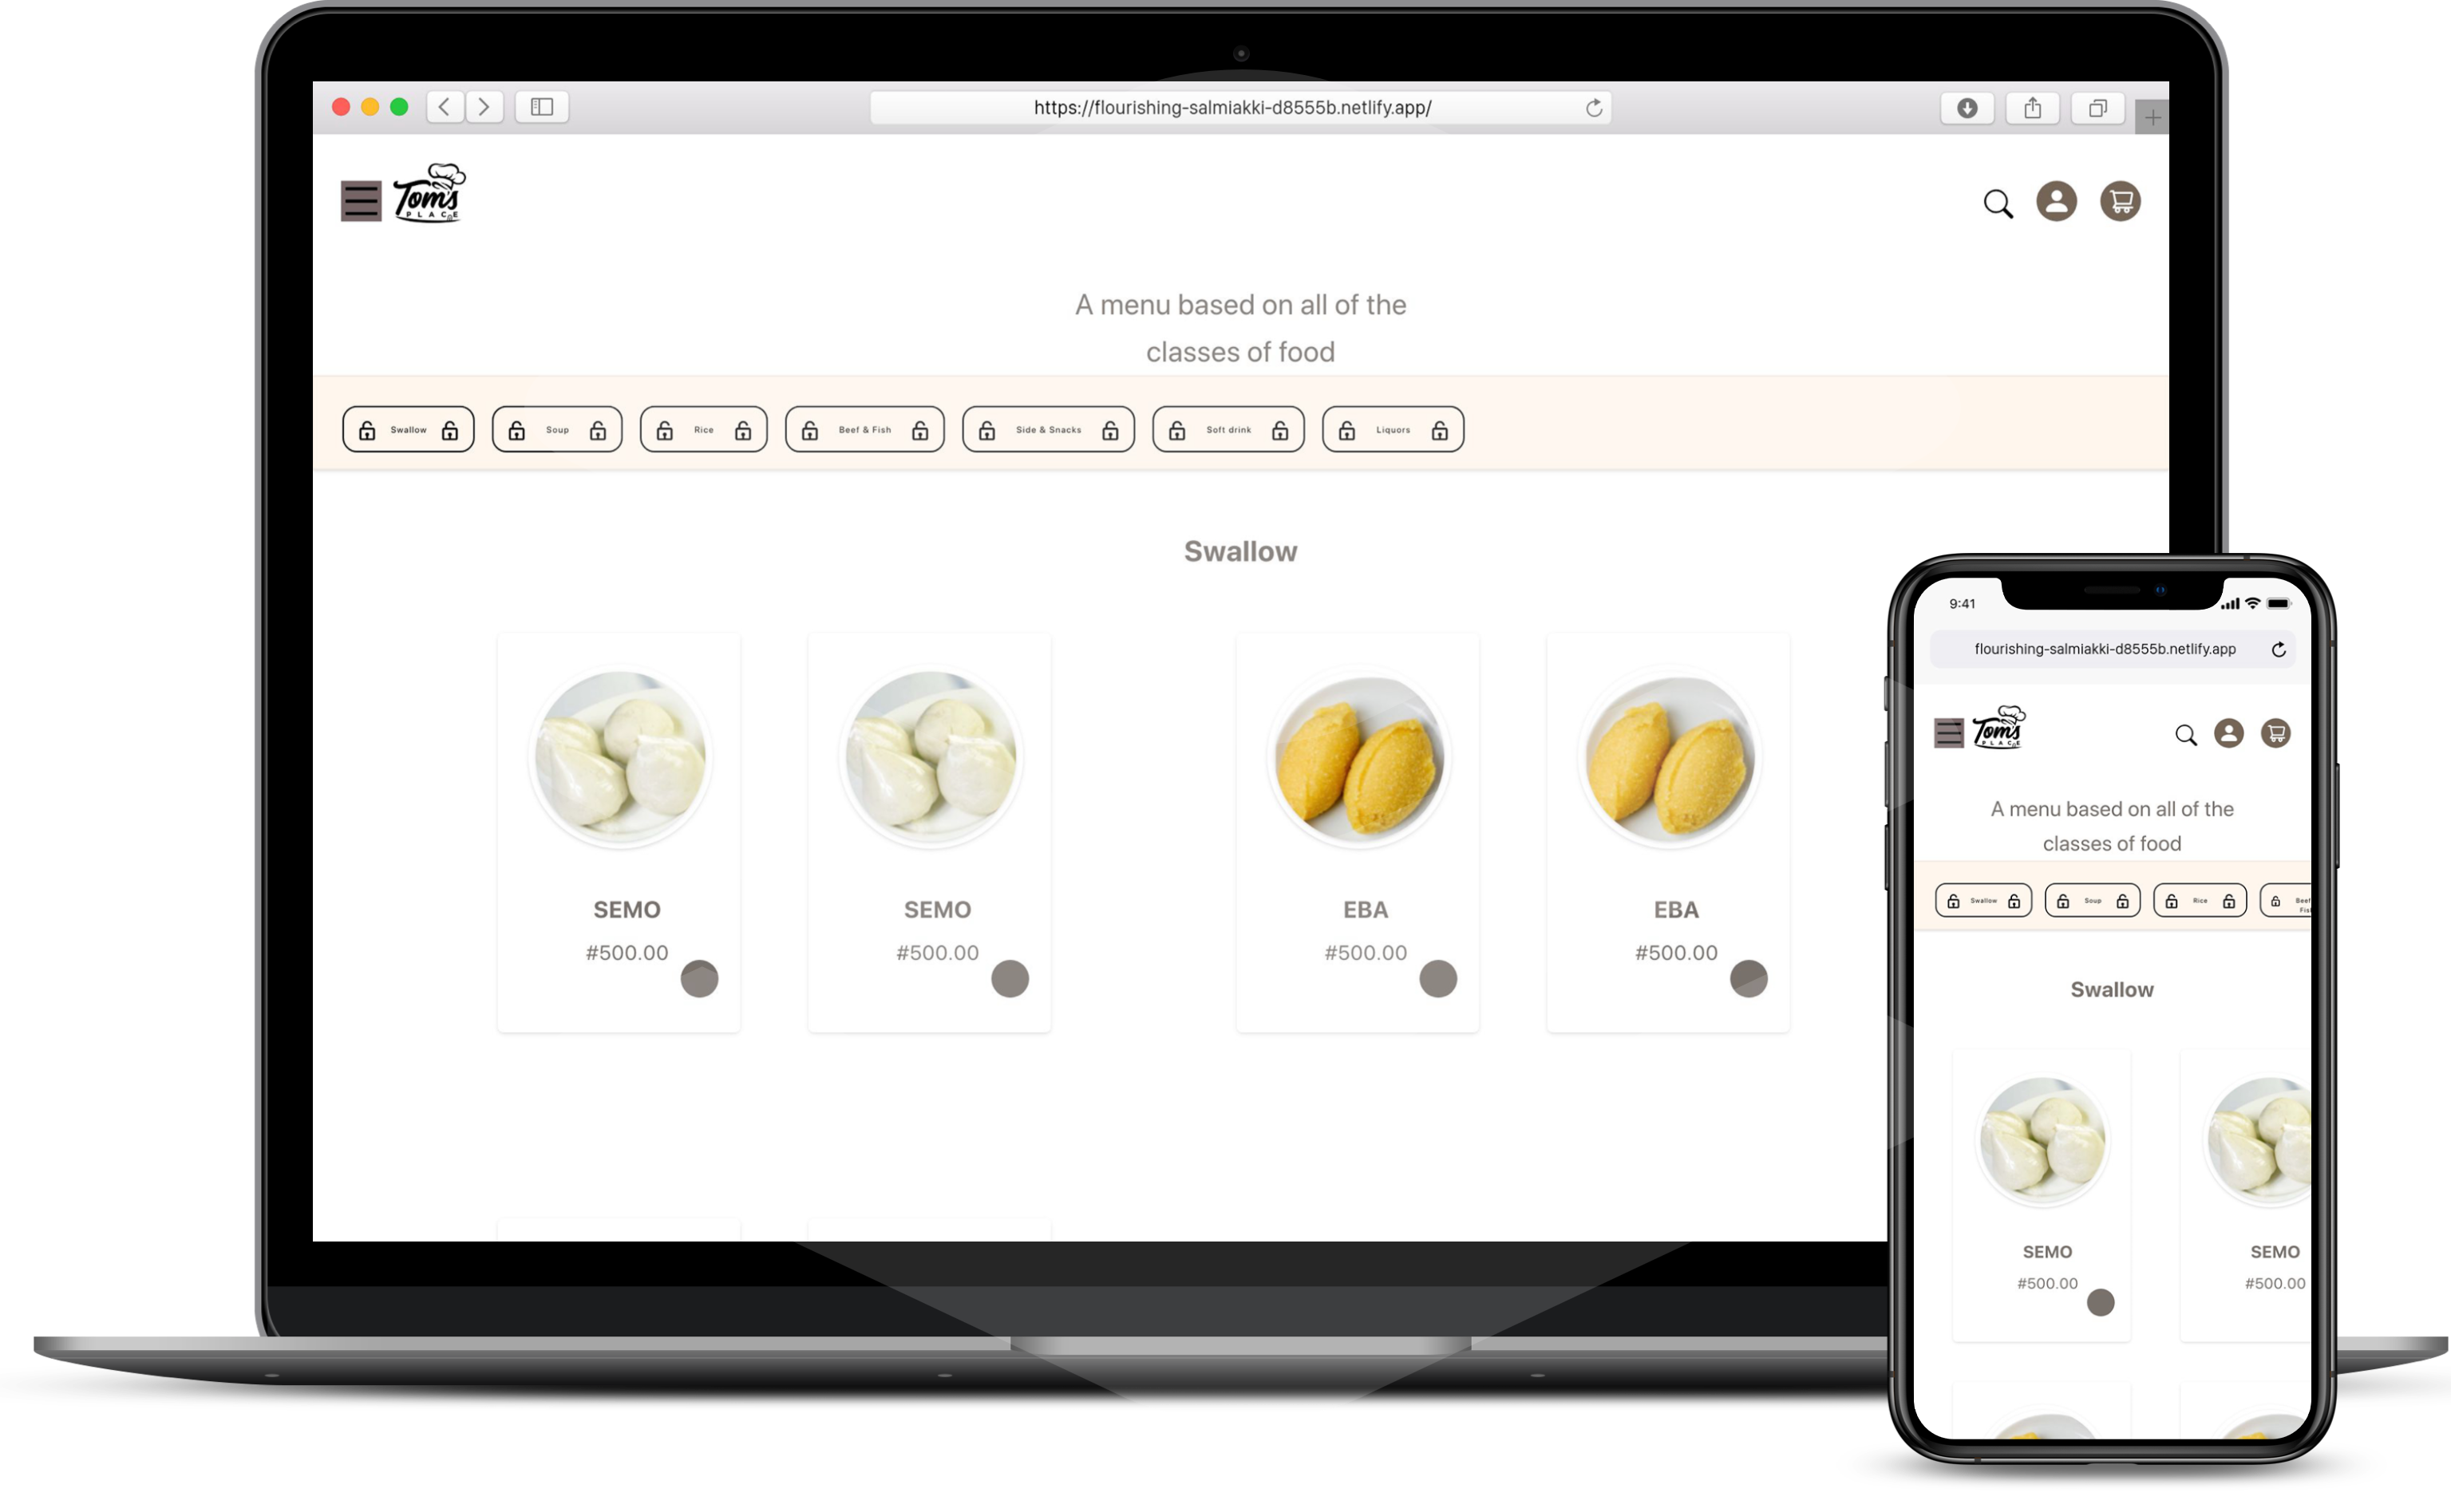 https://flourishing-salmiakki-d8555b.netlify.app/
Tom's
PLACE
A menu based on all of the
classes of food
Swallow
Soup
Rice
Beef & Fish
Side & Snacks
Soft drink
Liquors
Swallow
SEMO
SEMO
EBA
EBA
#500.00
#500.00
#500.00
#500.00
9:41
flourishing-salmiakki-d8555b.netlify.app
Tom's
PLACE
A menu based on all of the
classes of food
Swallow
Soup
Rice
Beef
Fis
Swallow
SEMO
SEMO
#500.00
#500.00